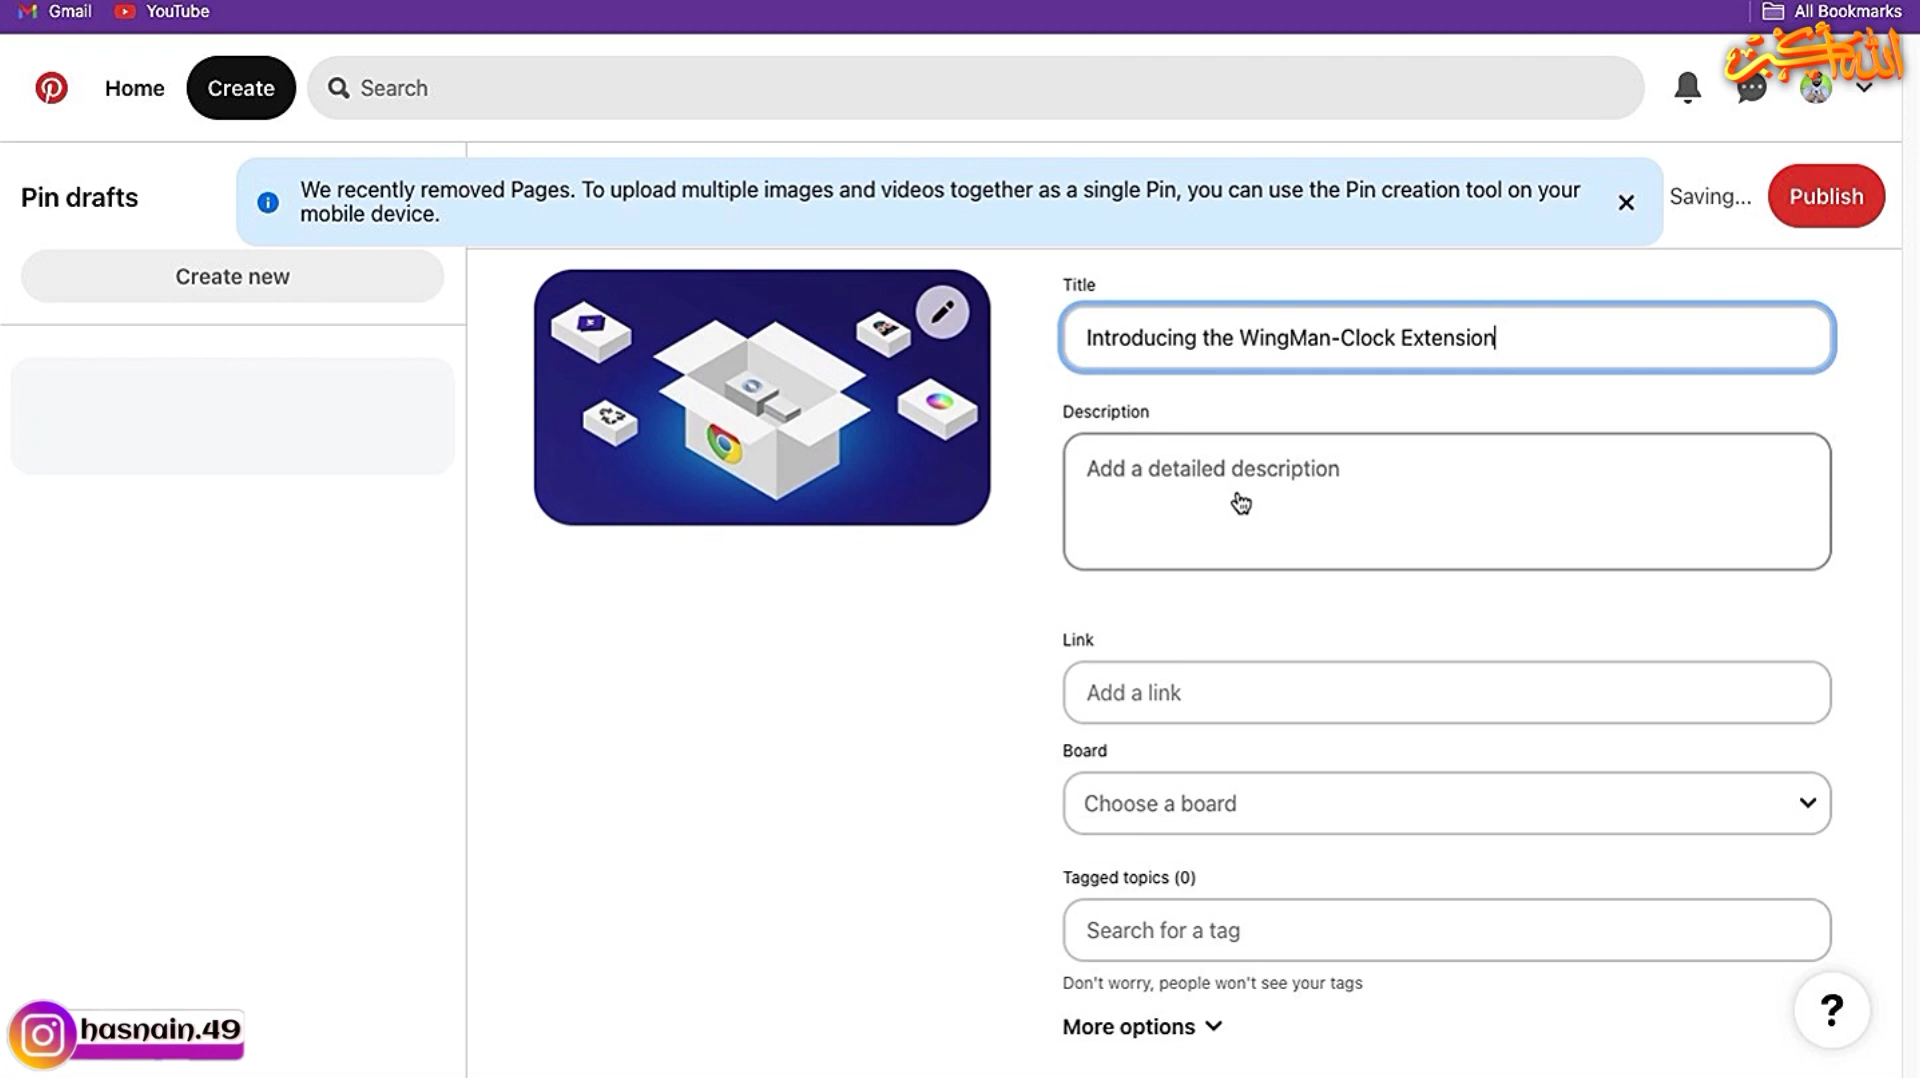 Gmail
YouTube
All Bookmarks
الله أكبر
Home
Create
Search
Pin drafts
We recently removed Pages. To upload multiple images and videos together as a single Pin, you can use the Pin creation tool on your
mobile device.
Saving...
Publish
Create new
Title
Introducing the WingMan-Clock Extension
Description
Add a detailed description
Link
Add a link
Board
Choose a board
Tagged topics (0)
Search for a tag
Don't worry, people won't see your tags
More options
?
hasnain.49